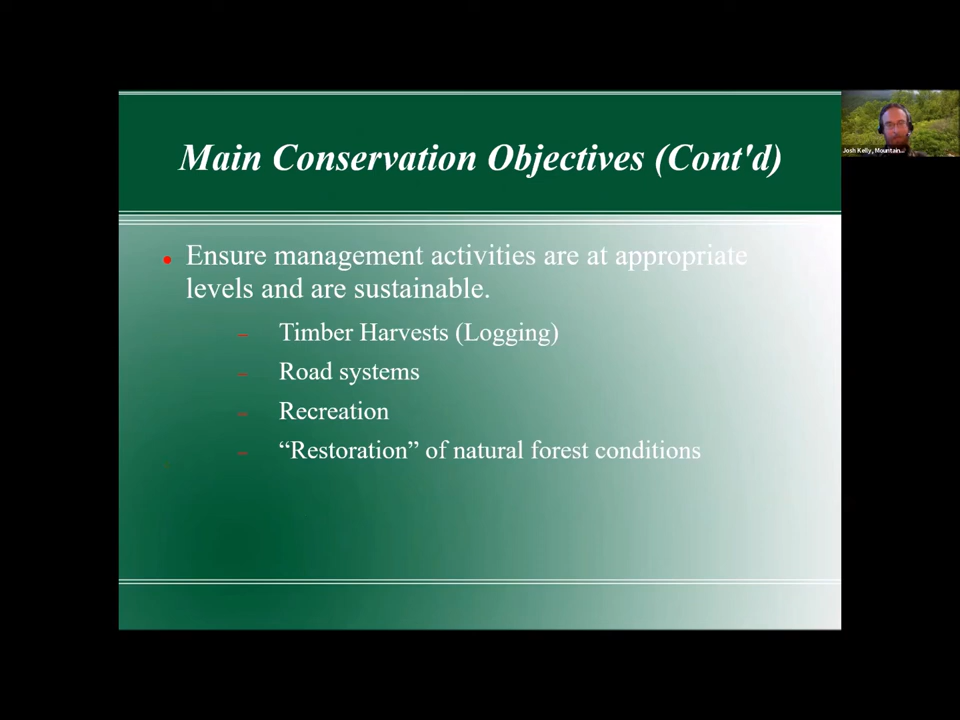 Main Conservation Objectives (Cont'd)
Josh Kelly, Mountain...
• Ensure management activities are at appropriate
levels and are sustainable.
– Timber Harvests (Logging)
– Road systems
– Recreation
– “Restoration” of natural forest conditions